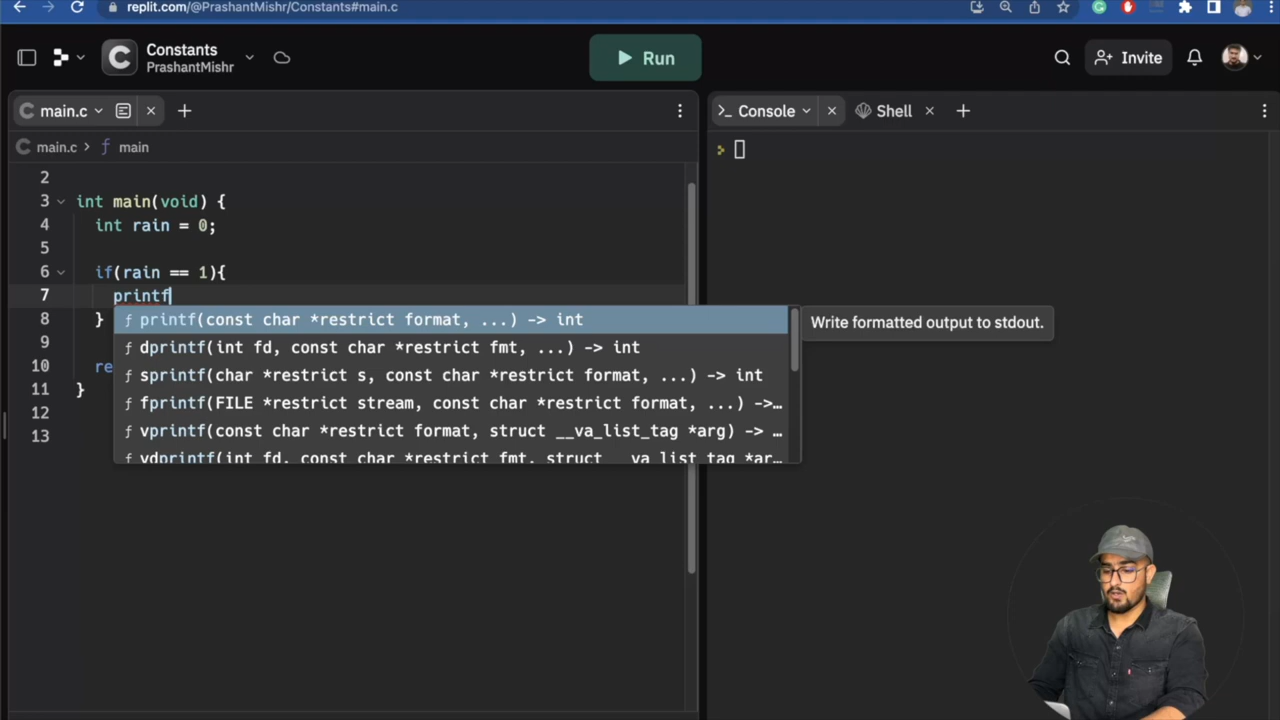 replit.com/@PrashantMishr/Constants#main.c
Constants
PrashantMishr
Run
Invite
main.c
Console
Shell
main.c > main
2
3 int main(void) {
4 int rain = 0;
5
6 if(rain == 1){
7 printf
8 }
9
10 re
11 }
12
13
printf(const char *restrict format, ...) -> int
Write formatted output to stdout.
dprintf(int fd, const char *restrict fmt, ...) -> int
sprintf(char *restrict s, const char *restrict format, ...) -> int
fprintf(FILE *restrict stream, const char *restrict format, ...) ->…
vprintf(const char *restrict format, struct __va_list_tag *arg) -> …
vdprintf(int fd, const char *restrict fmt, struct __va_list_tag *ar…